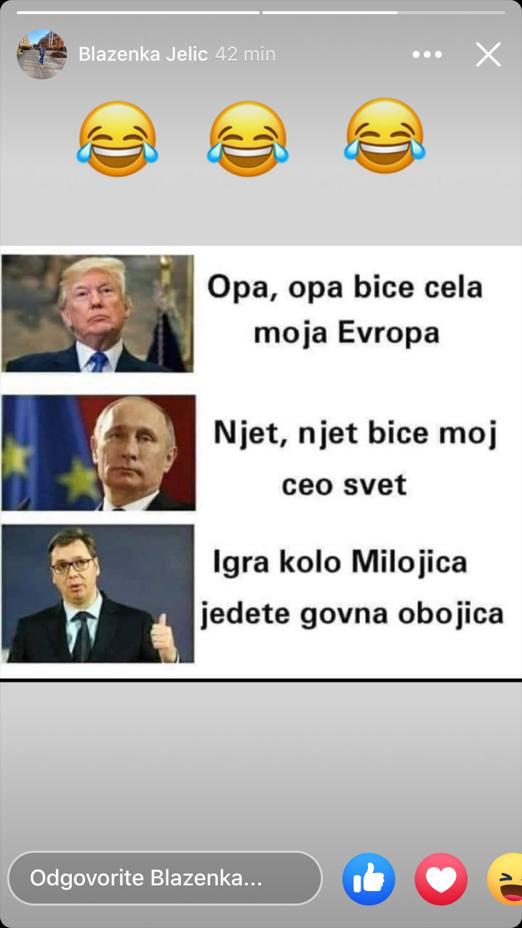 Blazenka Jelic 42 min
Opa, opa bice cela
moja Evropa
Njet, njet bice moj
ceo svet
Igra kolo Milojica
jedete govna obojica
Odgovorite Blazenka...